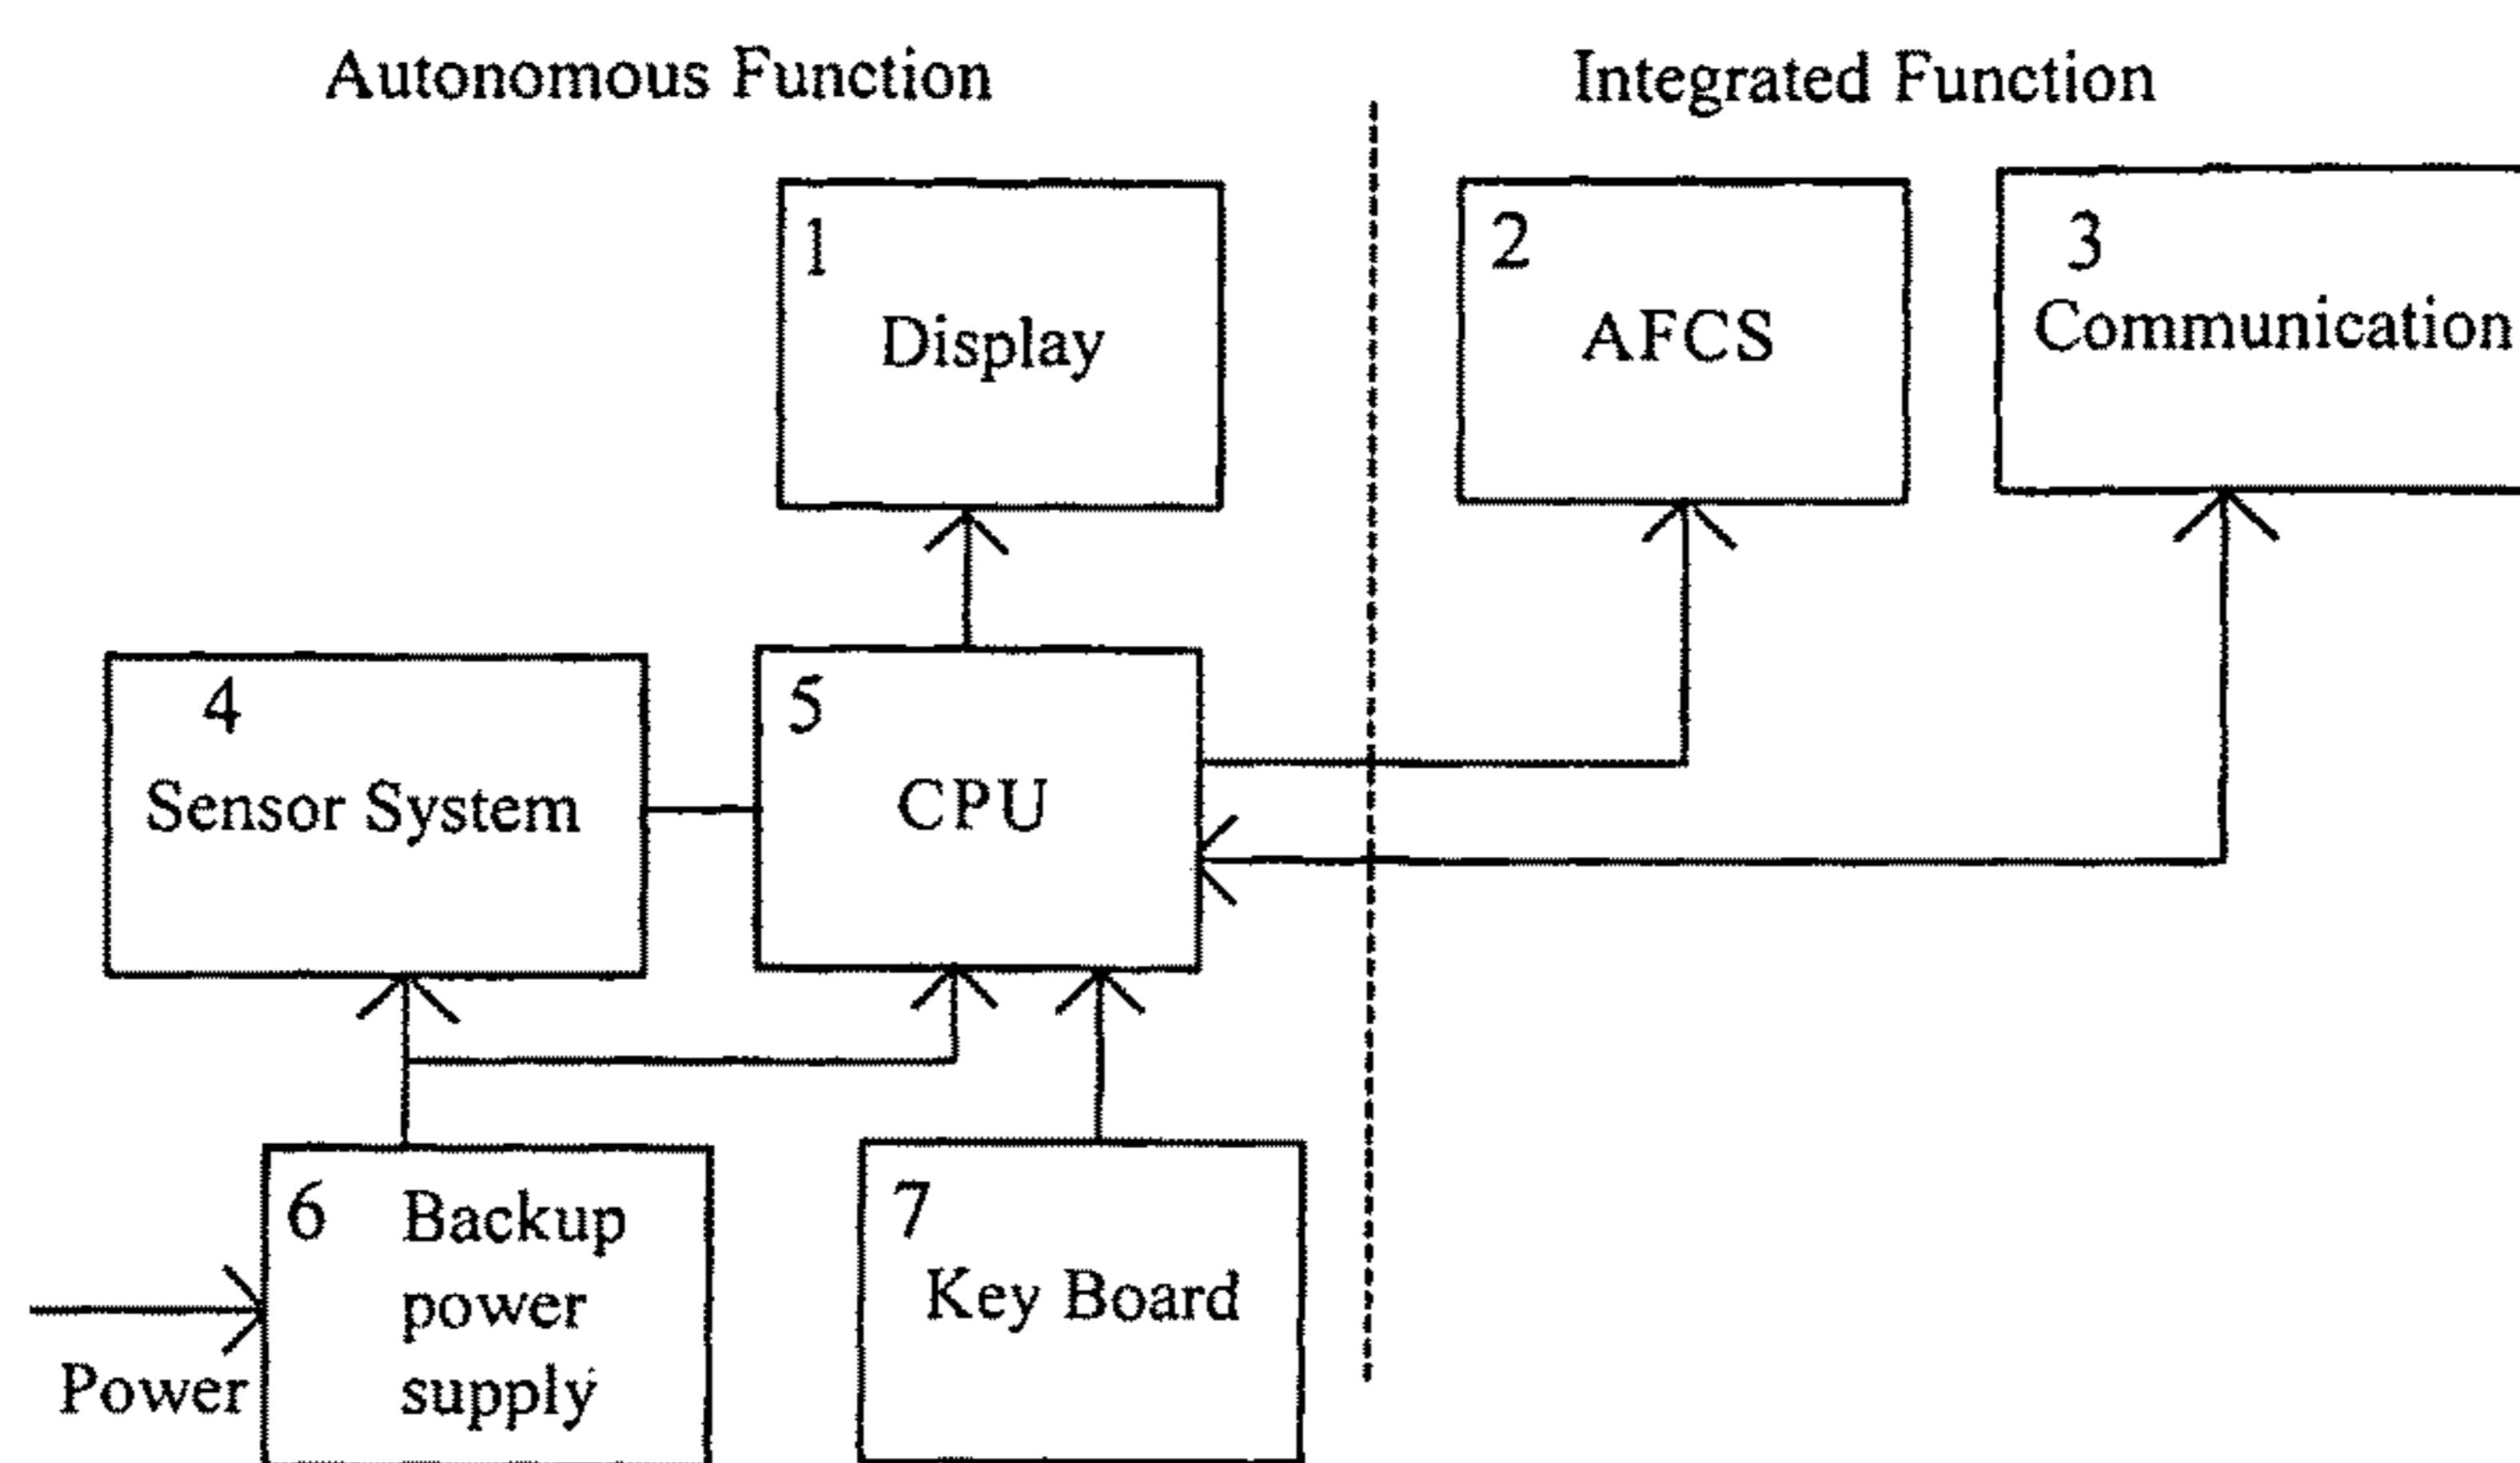 Autonomous Function
Integrated Function
1
Display
2
AFCS
3
Communication
4
Sensor System
5
CPU
6 Backup
power
supply
Power
7
Key Board